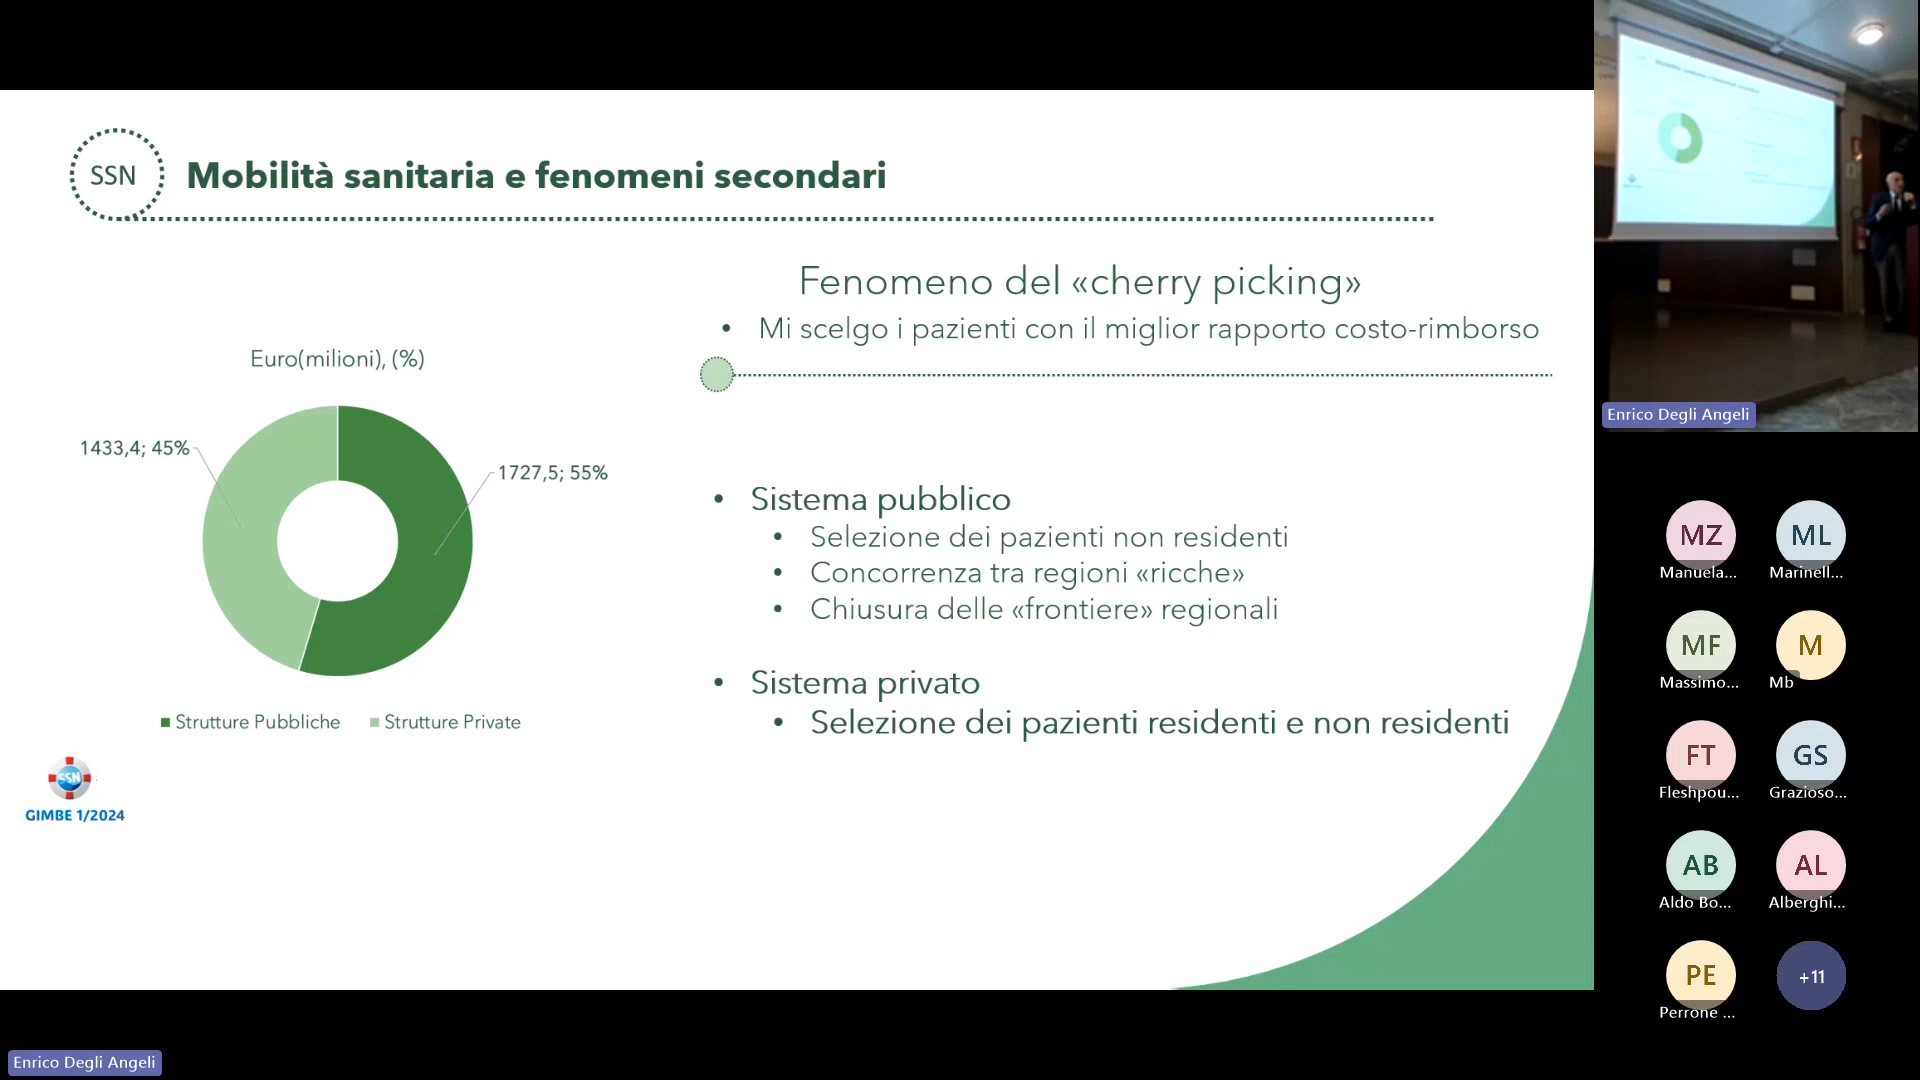 SSN
Mobilità sanitaria e fenomeni secondari
Fenomeno del «cherry picking»
• Mi scelgo i pazienti con il miglior rapporto costo-rimborso
Euro(milioni), (%)
1433,4; 45%
1727,5; 55%
Strutture Pubbliche
Strutture Private
• Sistema pubblico
• Selezione dei pazienti non residenti
• Concorrenza tra regioni «ricche»
• Chiusura delle «frontiere» regionali
• Sistema privato
• Selezione dei pazienti residenti e non residenti
SSN
GIMBE 1/2024
Enrico Degli Angeli
Enrico Degli Angeli
MZ
Manuela...
ML
Marinell...
MF
Massimo...
M
Mb
FT
Fleshpou...
GS
Grazioso...
AB
Aldo Bo...
AL
Alberghi...
PE
Perrone ...
+11